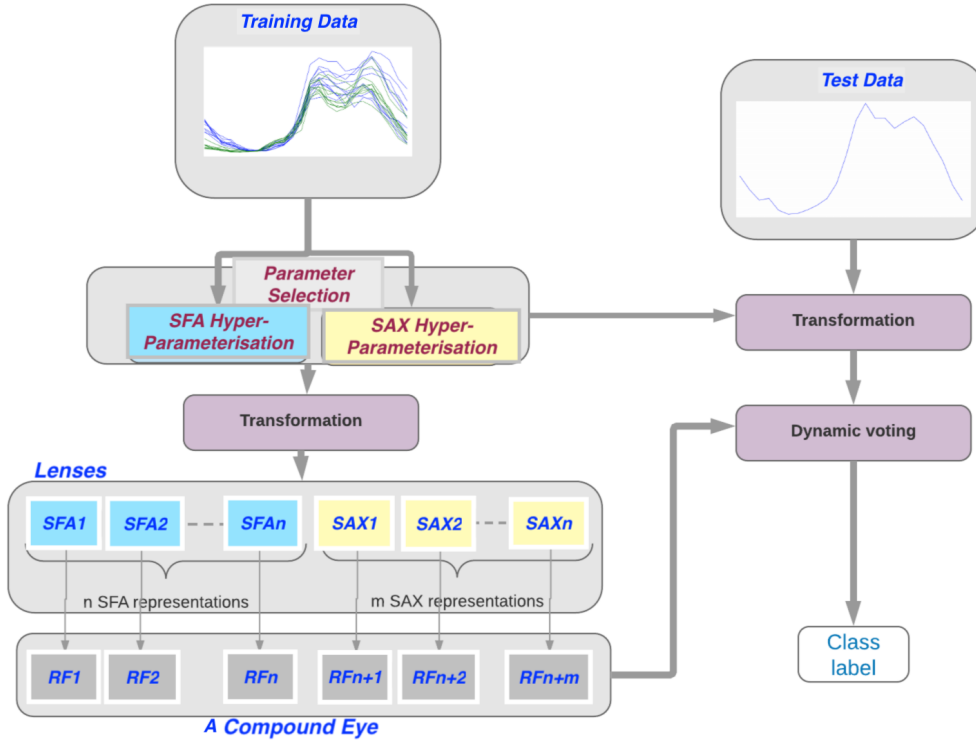 Training Data
Test Data
Parameter
Selection
SFA Hyper-
Parameterisation
SAX Hyper-
Parameterisation
Transformation
Transformation
Dynamic voting
Lenses
SFA1 SFA2 SFAn SAX1 SAX2 SAXn
n SFA representations m SAX representations
RF1 RF2 RFn RFn+1 RFn+2 RFn+m
A Compound Eye
Class
label